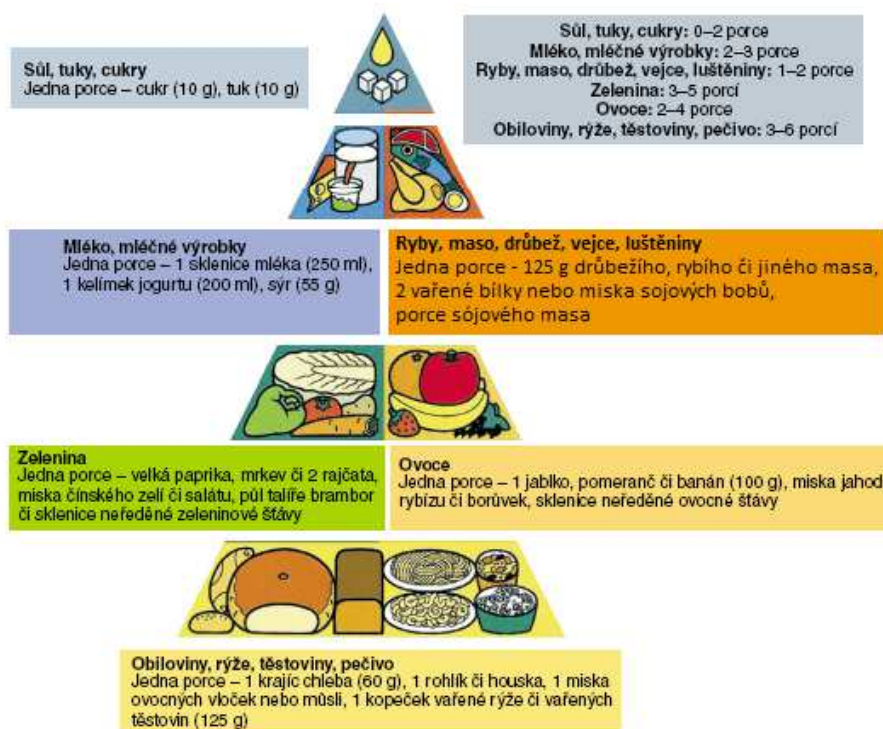 Sůl, tuky, cukry
Jedna porce – cukr (10 g), tuk (10 g)
Sůl, tuky, cukry: 0–2 porce
Mléko, mléčné výrobky: 2–3 porce
Ryby, maso, drůbež, vejce, luštěniny: 1–2 porce
Zelenina: 3–5 porcí
Ovoce: 2–4 porce
Obiloviny, rýže, těstoviny, pečivo: 3–6 porcí
Mléko, mléčné výrobky
Jedna porce – 1 sklenice mléka (250 ml),
1 kelímek jogurtu (200 ml), sýr (55 g)
Ryby, maso, drůbež, vejce, luštěniny
Jedna porce - 125 g drůbežího, rybího či jiného masa,
2 vařené bílky nebo miska sojových bobů,
porce sójového masa
Zelenina
Jedna porce – velká paprika, mrkev či 2 rajčata,
miska čínského zelí či salátu, půl talíře brambor
či sklenice neředěné zeleninové šťávy
Ovoce
Jedna porce – 1 jablko, pomeranč či banán (100 g), miska jahod
rybízu či borůvek, sklenice neředěné ovocné šťávy
Obiloviny, rýže, těstoviny, pečivo
Jedna porce – 1 krajíc chleba (60 g), 1 rohlík či houska, 1 miska
ovocných vloček nebo műsli, 1 kopeček vařené rýže či vařených
těstovin (125 g)